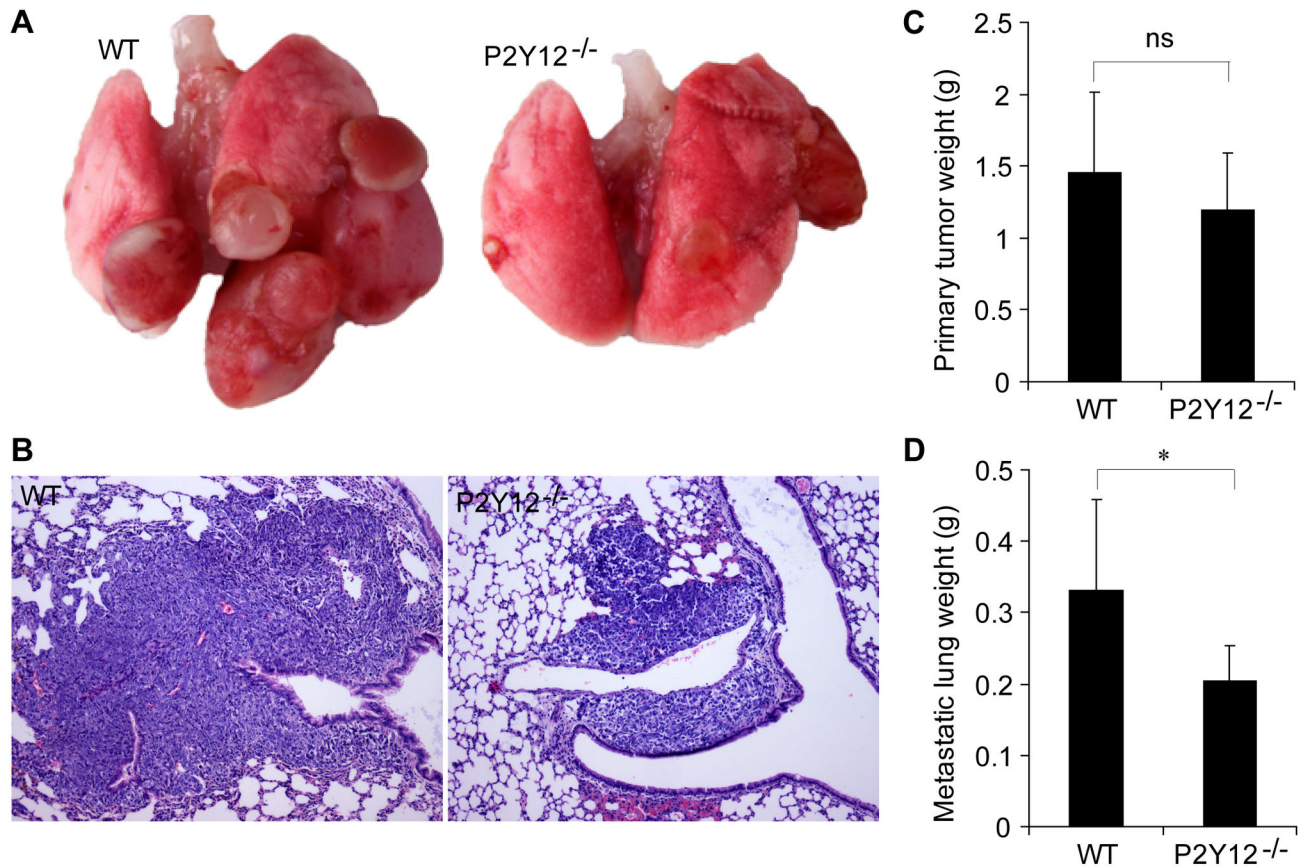 A
WT
P2Y12-/-
B
WT
P2Y12-/-
C
Primary tumor weight (g)
2.5
2
1.5
1
0.5
0
ns
WT
P2Y12-/-
D
Metastatic lung weight (g)
0.5
0.4
0.3
0.2
0.1
0
*
WT
P2Y12-/-